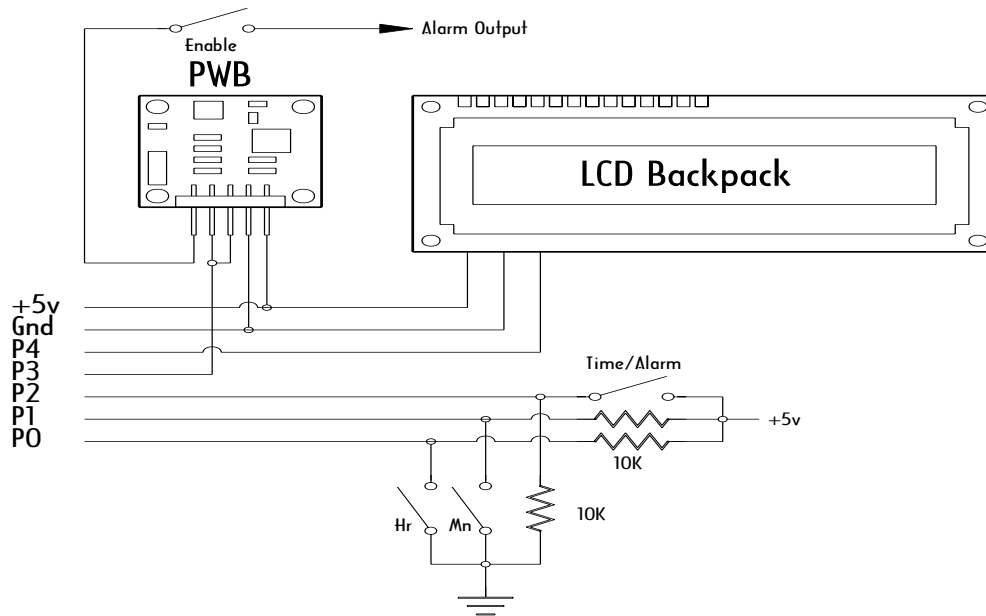 Alarm Output
Enable
PWB
LCD Backpack
+5v
Gnd
P4
P3
P2
P1
P0
Time/Alarm
+5v
10K
Hr
Mn
10K